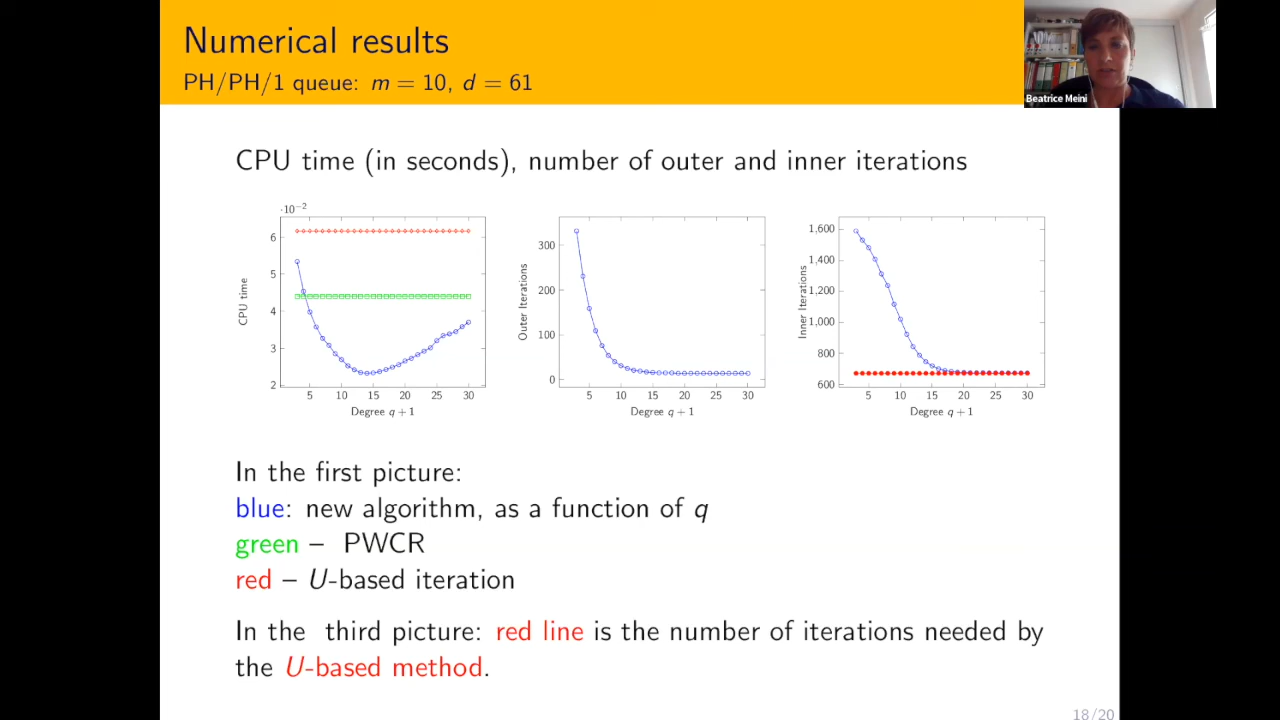 Numerical results
PH/PH/1 queue: m = 10, d = 61
Beatrice Meini
CPU time (in seconds), number of outer and inner iterations
·10⁻²
6
5
4
3
2
CPU time
5 10 15 20 25 30
Degree q + 1
300
200
100
0
Outer Iterations
5 10 15 20 25 30
Degree q + 1
1,600
1,400
1,200
1,000
800
600
Inner Iterations
5 10 15 20 25 30
Degree q + 1
In the first picture:
blue: new algorithm, as a function of q
green – PWCR
red – U-based iteration
In the third picture: red line is the number of iterations needed by
the U-based method.
18/20